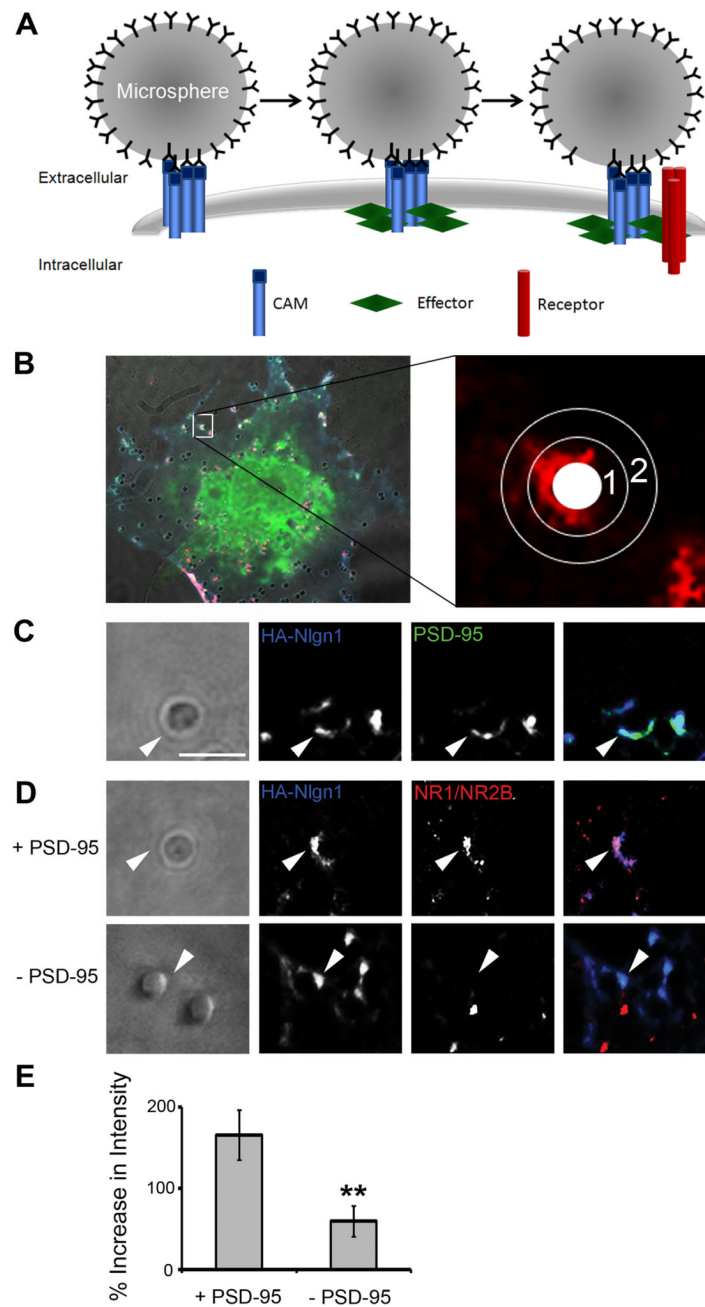 A
Microsphere
Extracellular
Intracellular
CAM
Effector
Receptor
B
1
2
C
HA-Nlgn1
PSD-95
D
HA-Nlgn1
NR1/NR2B
+ PSD-95
- PSD-95
E
% Increase in Intensity
200
100
0
**
+ PSD-95
- PSD-95